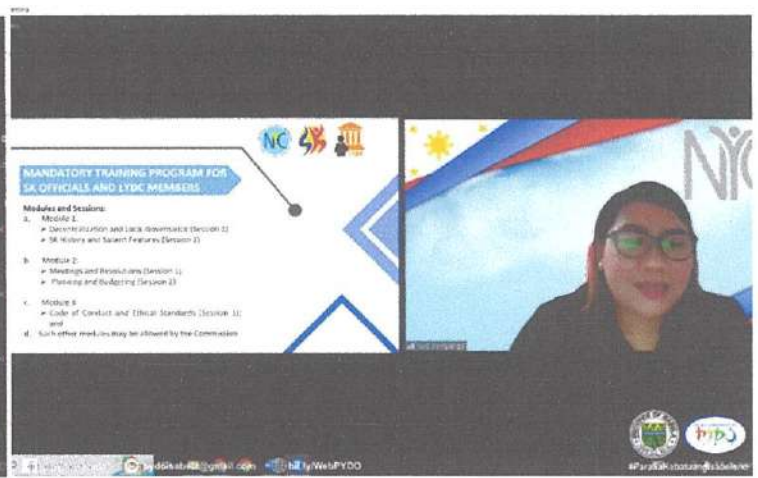 MANDATORY TRAINING PROGRAM FOR
SK OFFICIALS AND LYDC MEMBERS
Modules and Sessions:
a. Module 1:
➢ Decentralization and Local Governance (Session 1)
➢ SK History and Salient Features (Session 2)
b. Module 2:
➢ Meetings and Resolutions (Session 1)
➢ Planning and Budgeting (Session 2)
c. Module 3
➢ Code of Conduct and Ethical Standards (Session 1);
and
d. Such other modules may be allowed by the Commission
NYC
bit.ly/WebPYDO